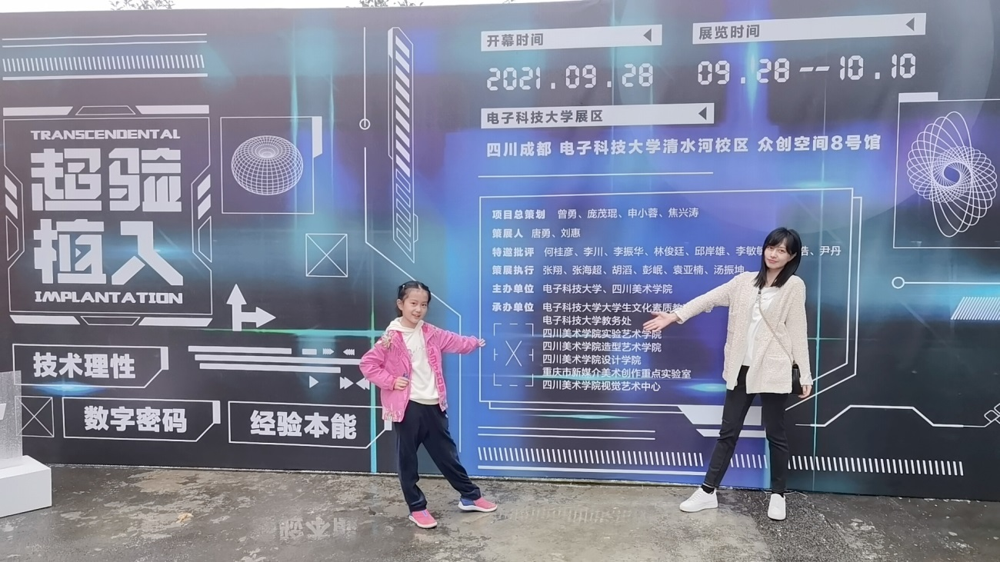 TRANSCENDENTAL
超验
植入
IMPLANTATION
技术理性
数字密码
经验本能
开幕时间
2021.09.28
展览时间
09.28--10.10
电子科技大学展区
四川成都 电子科技大学清水河校区 众创空间8号馆
项目总策划 曾勇、庞茂琨、申小蓉、焦兴涛
策展人 唐勇、刘惠
特邀批评 何桂彦、李川、李振华、林俊廷、邱岸雄、李敏 浩、尹丹
策展执行 张翔、张海超、胡滔、彭岷、袁亚楠、汤振坤
主办单位 电子科技大学、四川美术学院
承办单位 电子科技大学大学生文化素质教
电子科技大学教务处
四川美术学院实验艺术学院
四川美术学院造型艺术学院
四川美术学院设计学院
重庆市新媒介美术创作重点实验室
四川美术学院视觉艺术中心